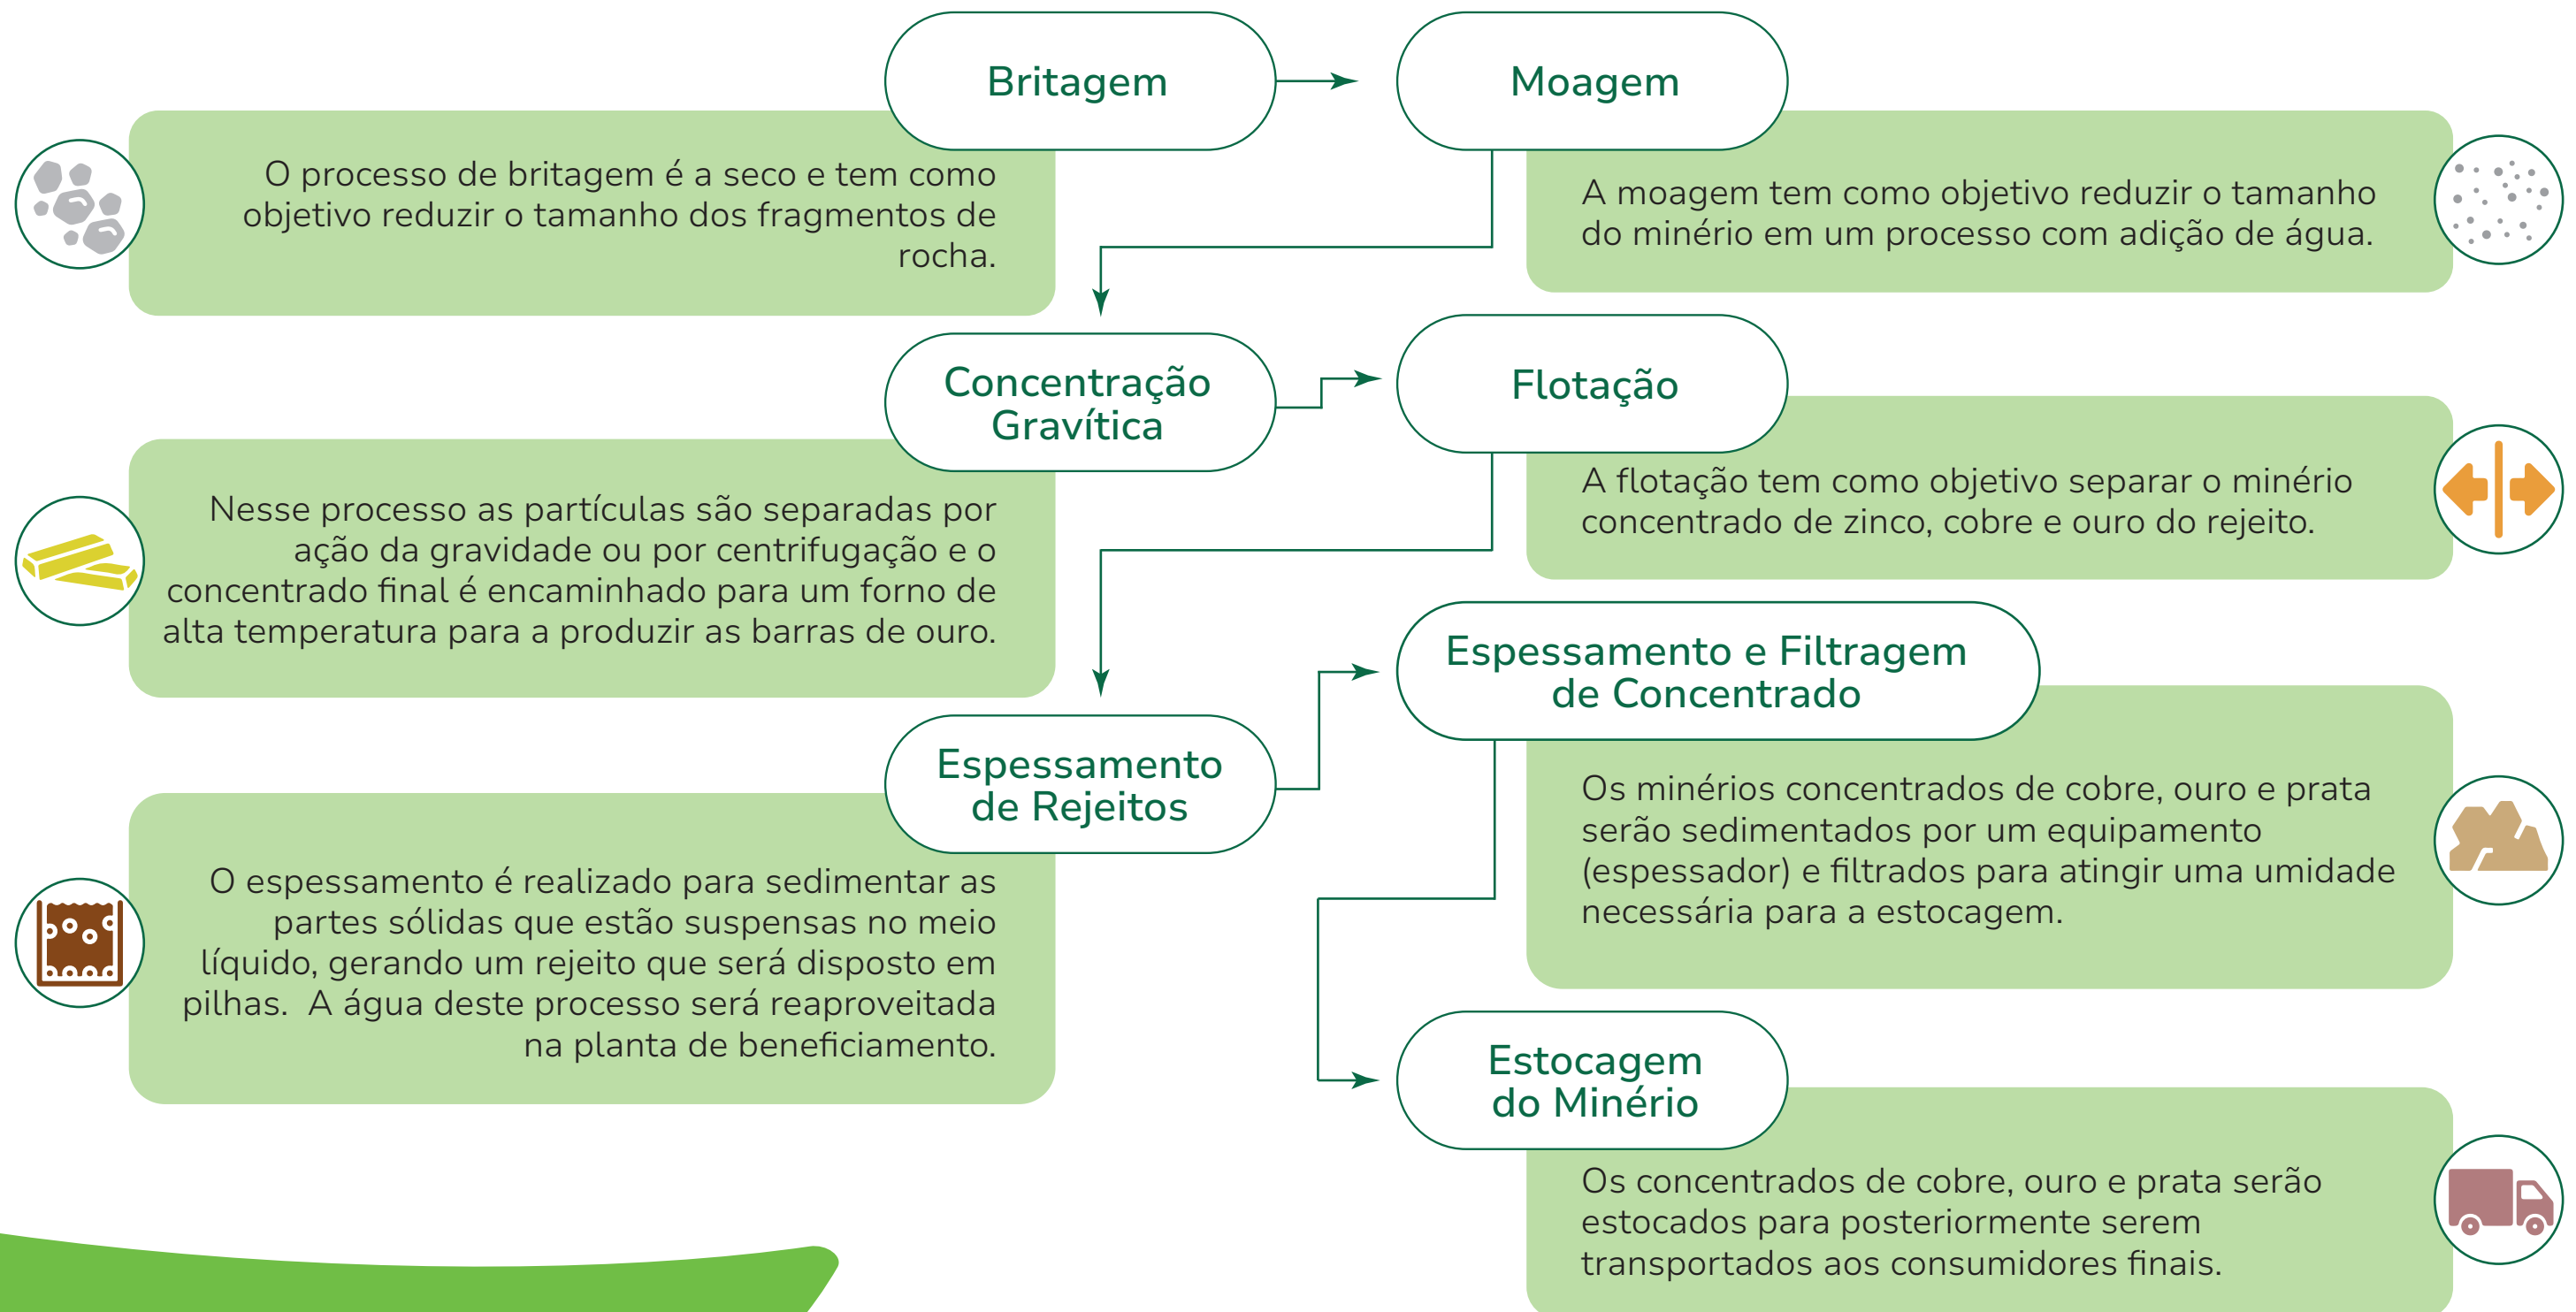 Britagem
O processo de britagem é a seco e tem como
objetivo reduzir o tamanho dos fragmentos de
rocha.
Moagem
A moagem tem como objetivo reduzir o tamanho
do minério em um processo com adição de água.
Concentração
Gravítica
Nesse processo as partículas são separadas por
ação da gravidade ou por centrifugação e o
concentrado final é encaminhado para um forno de
alta temperatura para a produzir as barras de ouro.
Flotação
A flotação tem como objetivo separar o minério
concentrado de zinco, cobre e ouro do rejeito.
Espessamento
de Rejeitos
O espessamento é realizado para sedimentar as
partes sólidas que estão suspensas no meio
líquido, gerando um rejeito que será disposto em
pilhas.  A água deste processo será reaproveitada
na planta de beneficiamento.
Espessamento e Filtragem
de Concentrado
Os minérios concentrados de cobre, ouro e prata
serão sedimentados por um equipamento
(espessador) e filtrados para atingir uma umidade
necessária para a estocagem.
Estocagem
do Minério
Os concentrados de cobre, ouro e prata serão
estocados para posteriormente serem
transportados aos consumidores finais.